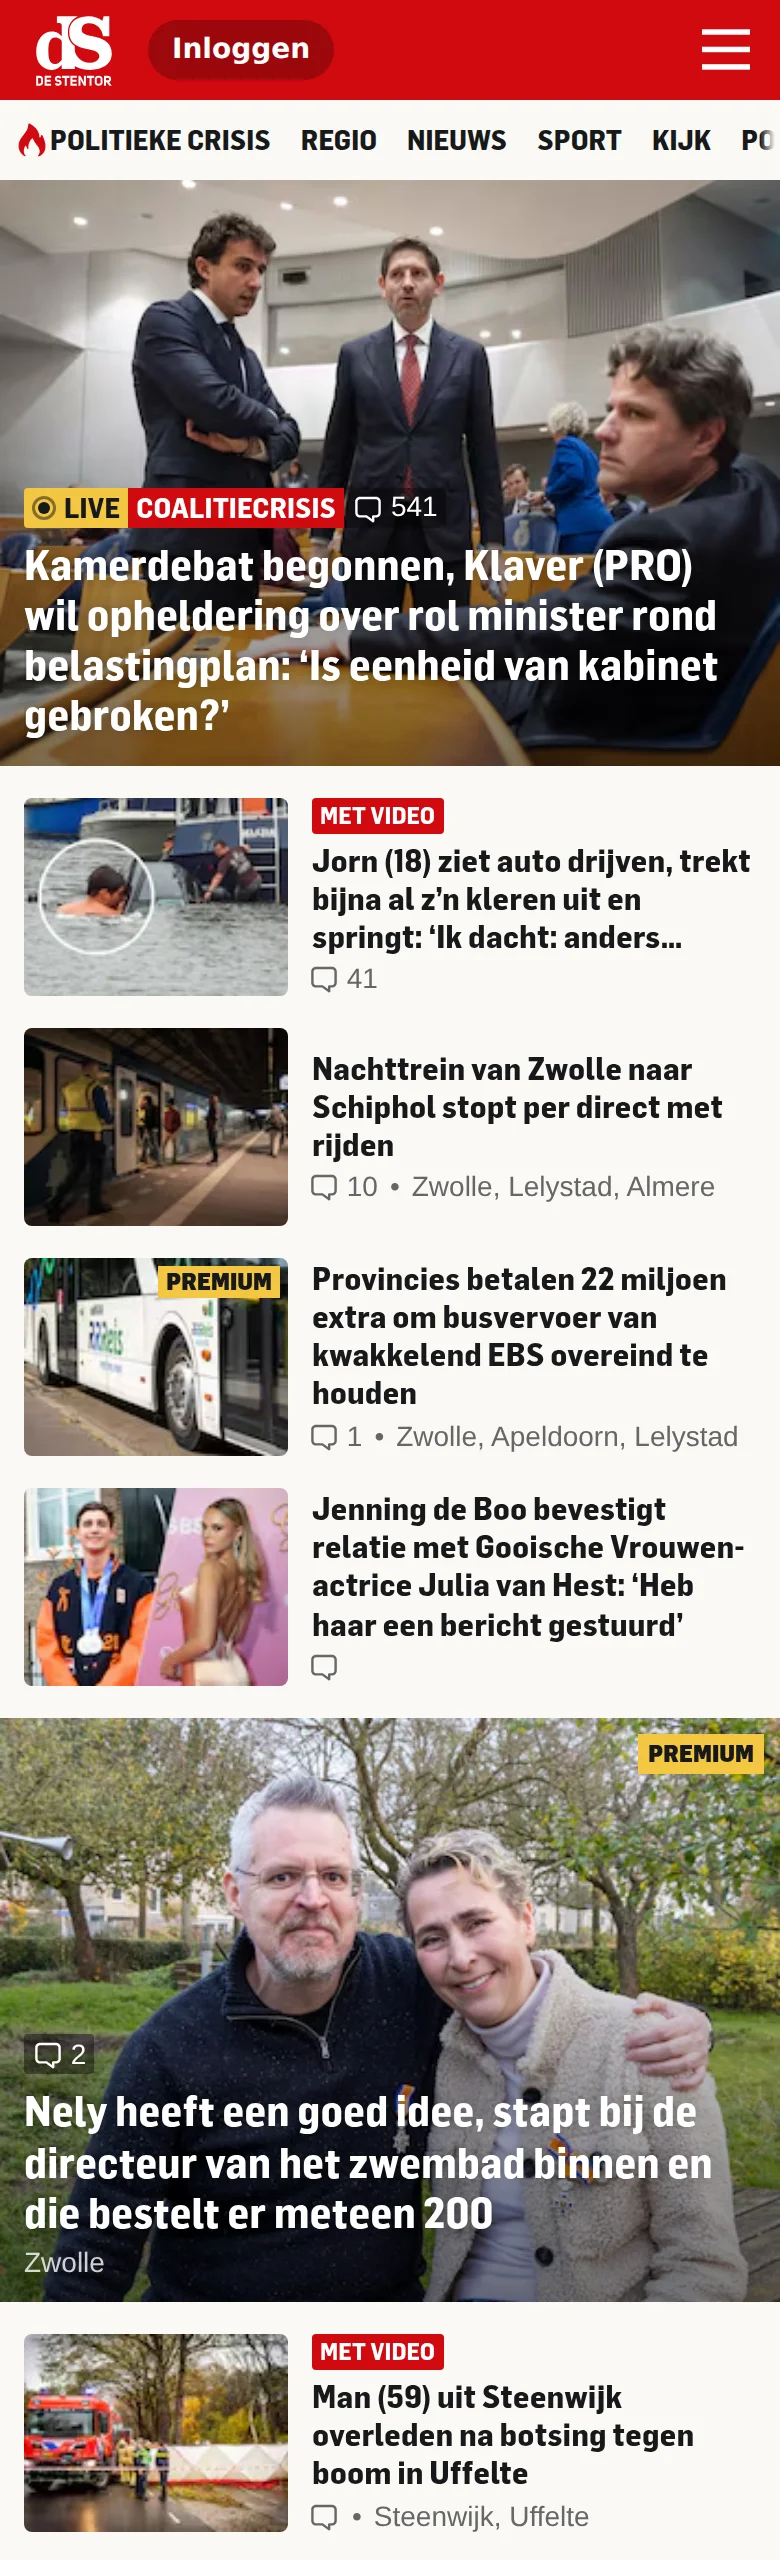 dS
DE STENTOR
Inloggen
POLITIEKE CRISIS REGIO NIEUWS SPORT KIJK PO
LIVE COALITIECRISIS 541
Kamerdebat begonnen, Klaver (PRO)
wil opheldering over rol minister rond
belastingplan: ‘Is eenheid van kabinet
gebroken?’
MET VIDEO
Jorn (18) ziet auto drijven, trekt
bijna al z’n kleren uit en
springt: ‘Ik dacht: anders...
41
Nachttrein van Zwolle naar
Schiphol stopt per direct met
rijden
10 • Zwolle, Lelystad, Almere
PREMIUM
Provincies betalen 22 miljoen
extra om busvervoer van
kwakkelend EBS overeind te
houden
1 • Zwolle, Apeldoorn, Lelystad
Jenning de Boo bevestigt
relatie met Gooische Vrouwen-
actrice Julia van Hest: ‘Heb
haar een bericht gestuurd’
PREMIUM
2
Nely heeft een goed idee, stapt bij de
directeur van het zwembad binnen en
die bestelt er meteen 200
Zwolle
MET VIDEO
Man (59) uit Steenwijk
overleden na botsing tegen
boom in Uffelte
• Steenwijk, Uffelte